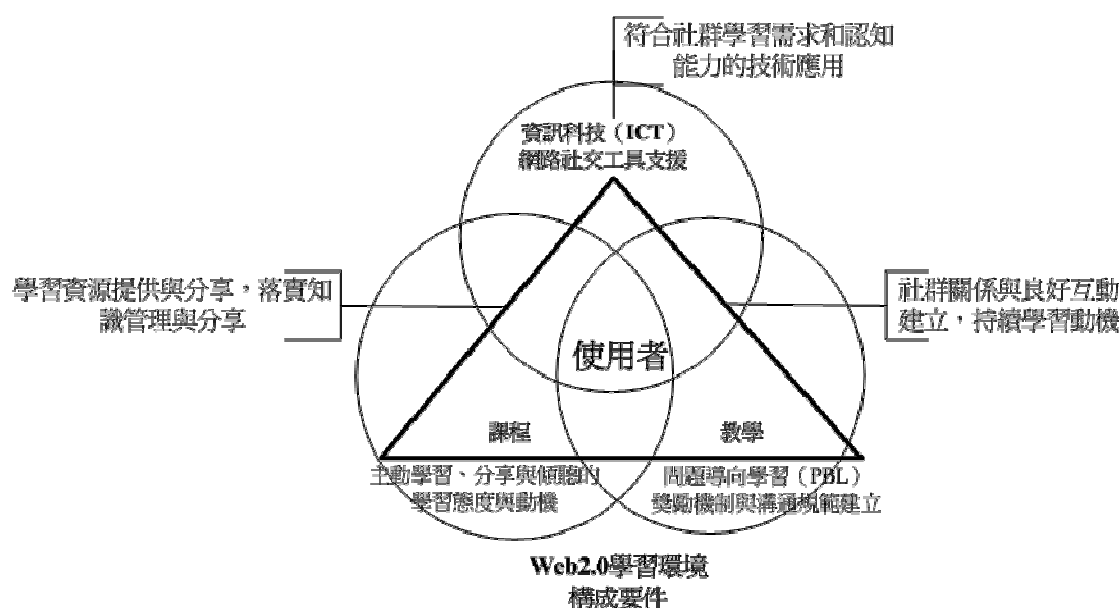 符合社群學習需求和認知
能力的技術應用
資訊科技（ICT）
網路社交工具支援
學習資源提供與分享，落實知
識管理與分享
社群關係與良好互動
建立，持續學習動機
使用者
課程
教學
主動學習、分享與傾聽的
學習態度與動機
問題導向學習（PBL）
獎勵機制與溝通規範建立
Web2.0學習環境
構成要件